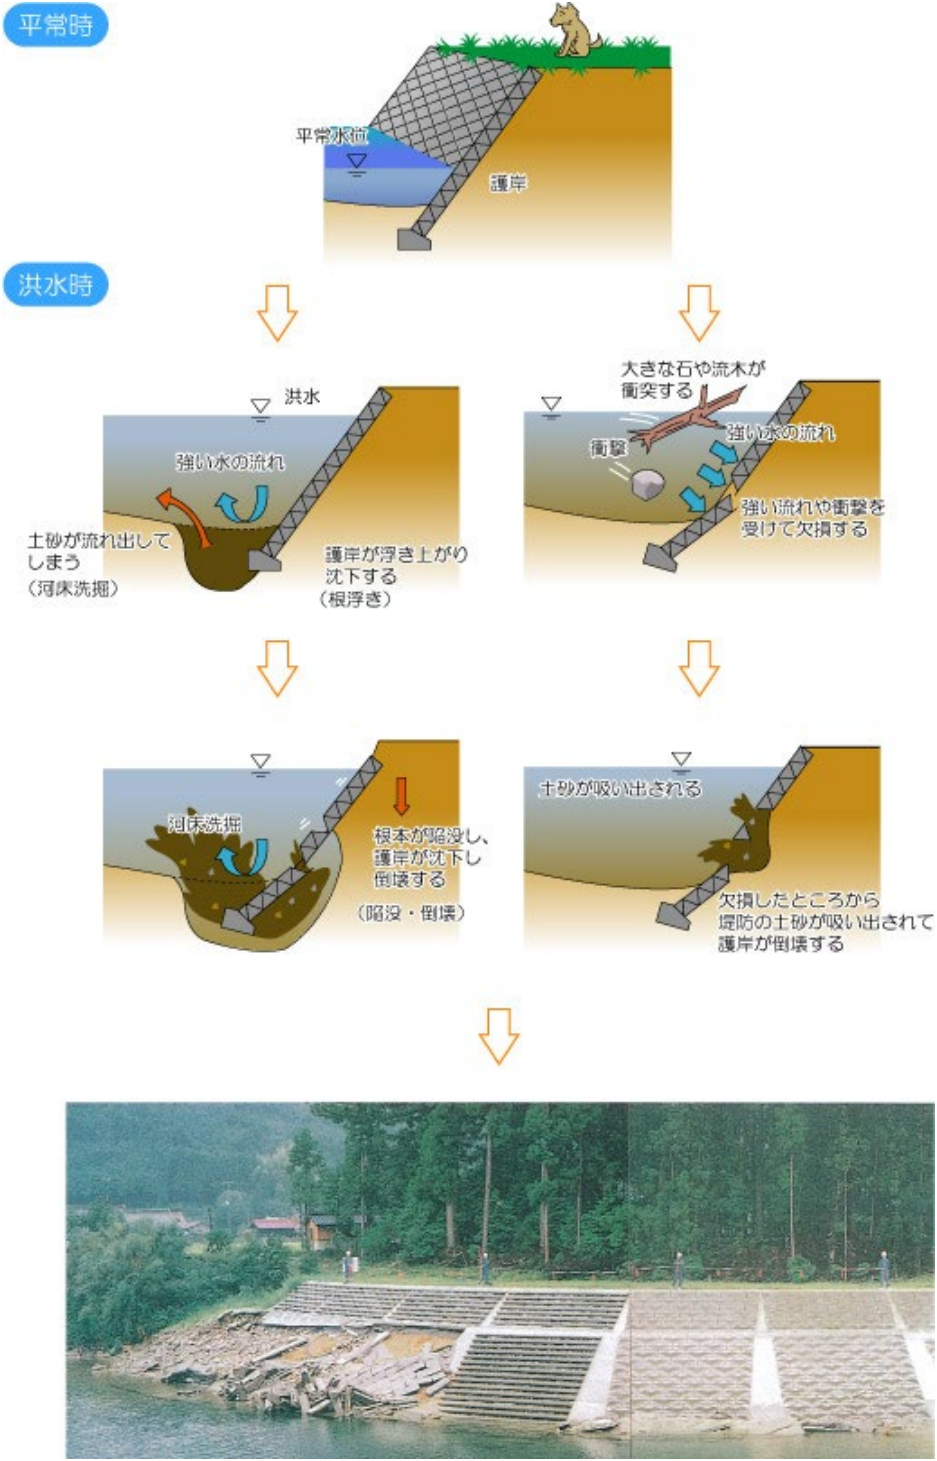 平常時
平常水位
護岸
洪水時
洪水
強い水の流れ
土砂が流れ出して
しまう
（河床洗掘）
護岸が浮き上がり
沈下する
（根浮き）
大きな石や流木が
衝突する
衝撃
強い水の流れ
強い流れや衝撃を
受けて欠損する
河床洗掘
根本が陥没し、
護岸が沈下し
倒壊する
（陥没・倒壊）
土砂が吸い出される
欠損したところから
堤防の土砂が吸い出されて
護岸が倒壊する